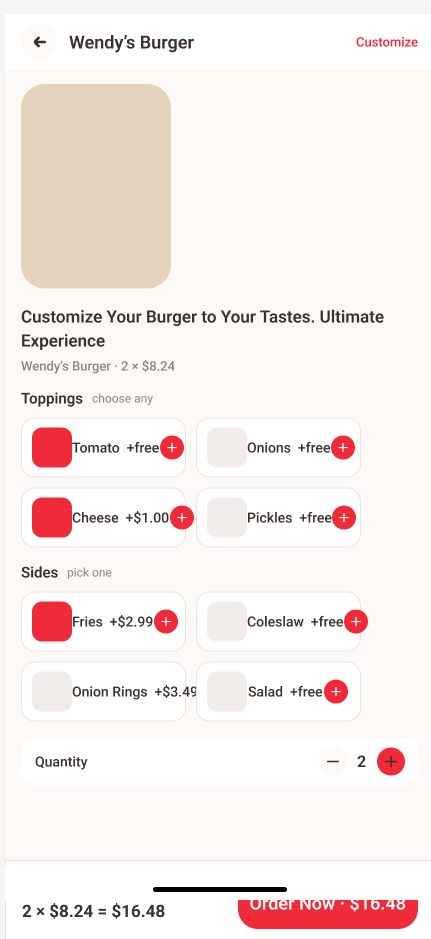 Wendy’s Burger
Customize
Customize Your Burger to Your Tastes. Ultimate
Experience
Wendy’s Burger · 2 × $8.24
Toppings choose any
Tomato +free
Onions +free
Cheese +$1.00
Pickles +free
Sides pick one
Fries +$2.99
Coleslaw +free
Onion Rings +$3.49
Salad +free
Quantity
2
2 × $8.24 = $16.48
Order Now · $16.48